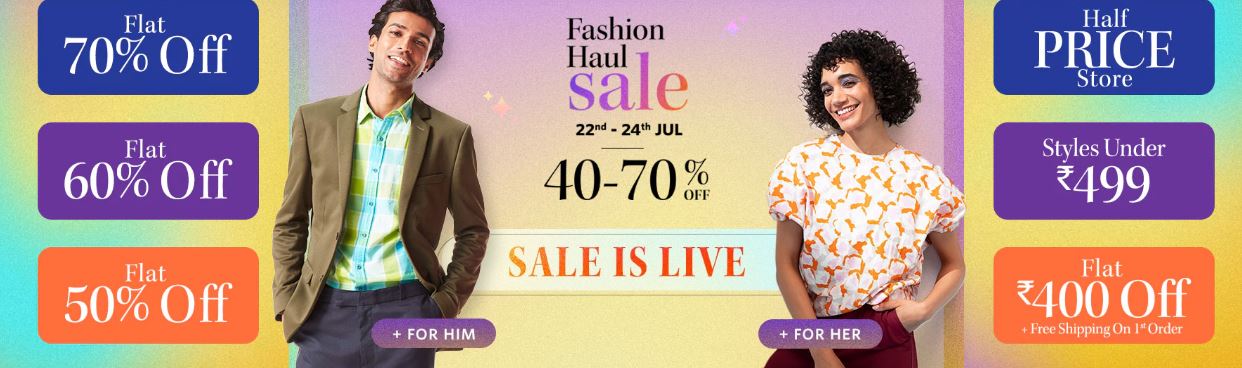 Flat
70% Off
Flat
60% Off
Flat
50% Off
Fashion
Haul
sale
22nd - 24th JUL
40-70% OFF
SALE IS LIVE
+ FOR HIM
+ FOR HER
Half
PRICE
Store
Styles Under
₹499
Flat
₹400 Off
+ Free Shipping On 1st Order